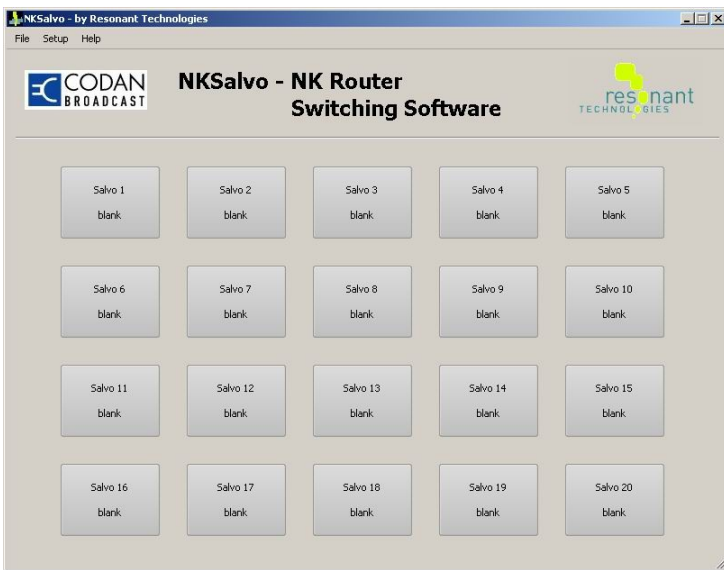 NKSalvo - by Resonant Technologies
File Setup Help
CODAN
BROADCAST
NKSalvo - NK Router
Switching Software
resonant
TECHNOLOGIES
Salvo 1 Salvo 2 Salvo 3 Salvo 4 Salvo 5
blank blank blank blank blank
Salvo 6 Salvo 7 Salvo 8 Salvo 9 Salvo 10
blank blank blank blank blank
Salvo 11 Salvo 12 Salvo 13 Salvo 14 Salvo 15
blank blank blank blank blank
Salvo 16 Salvo 17 Salvo 18 Salvo 19 Salvo 20
blank blank blank blank blank